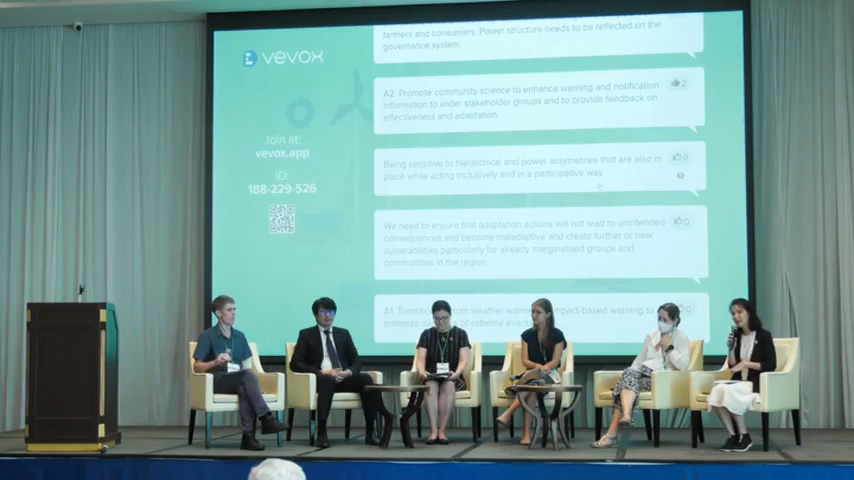 vevox
Join at:
vevox.app
ID:
188-229-526
farmers and consumers. Power structure needs to be reflected on the
governance system.
A2. Promote community science to enhance warning and notification
information to wider stakeholder groups and to provide feedback on
effectiveness and adaptation
2
Being sensitive to hierarchical and power assymetries that are also in
place while acting inclusively and in a participative way
0
We need to ensure that adaptation actions will not lead to unintended
consequences and become maladaptive and create further or new
vulnerabilities particularly for already marginalised groups and
communities in the region.
0
A1. from weather impact-based warning to
minimize of extreme
0